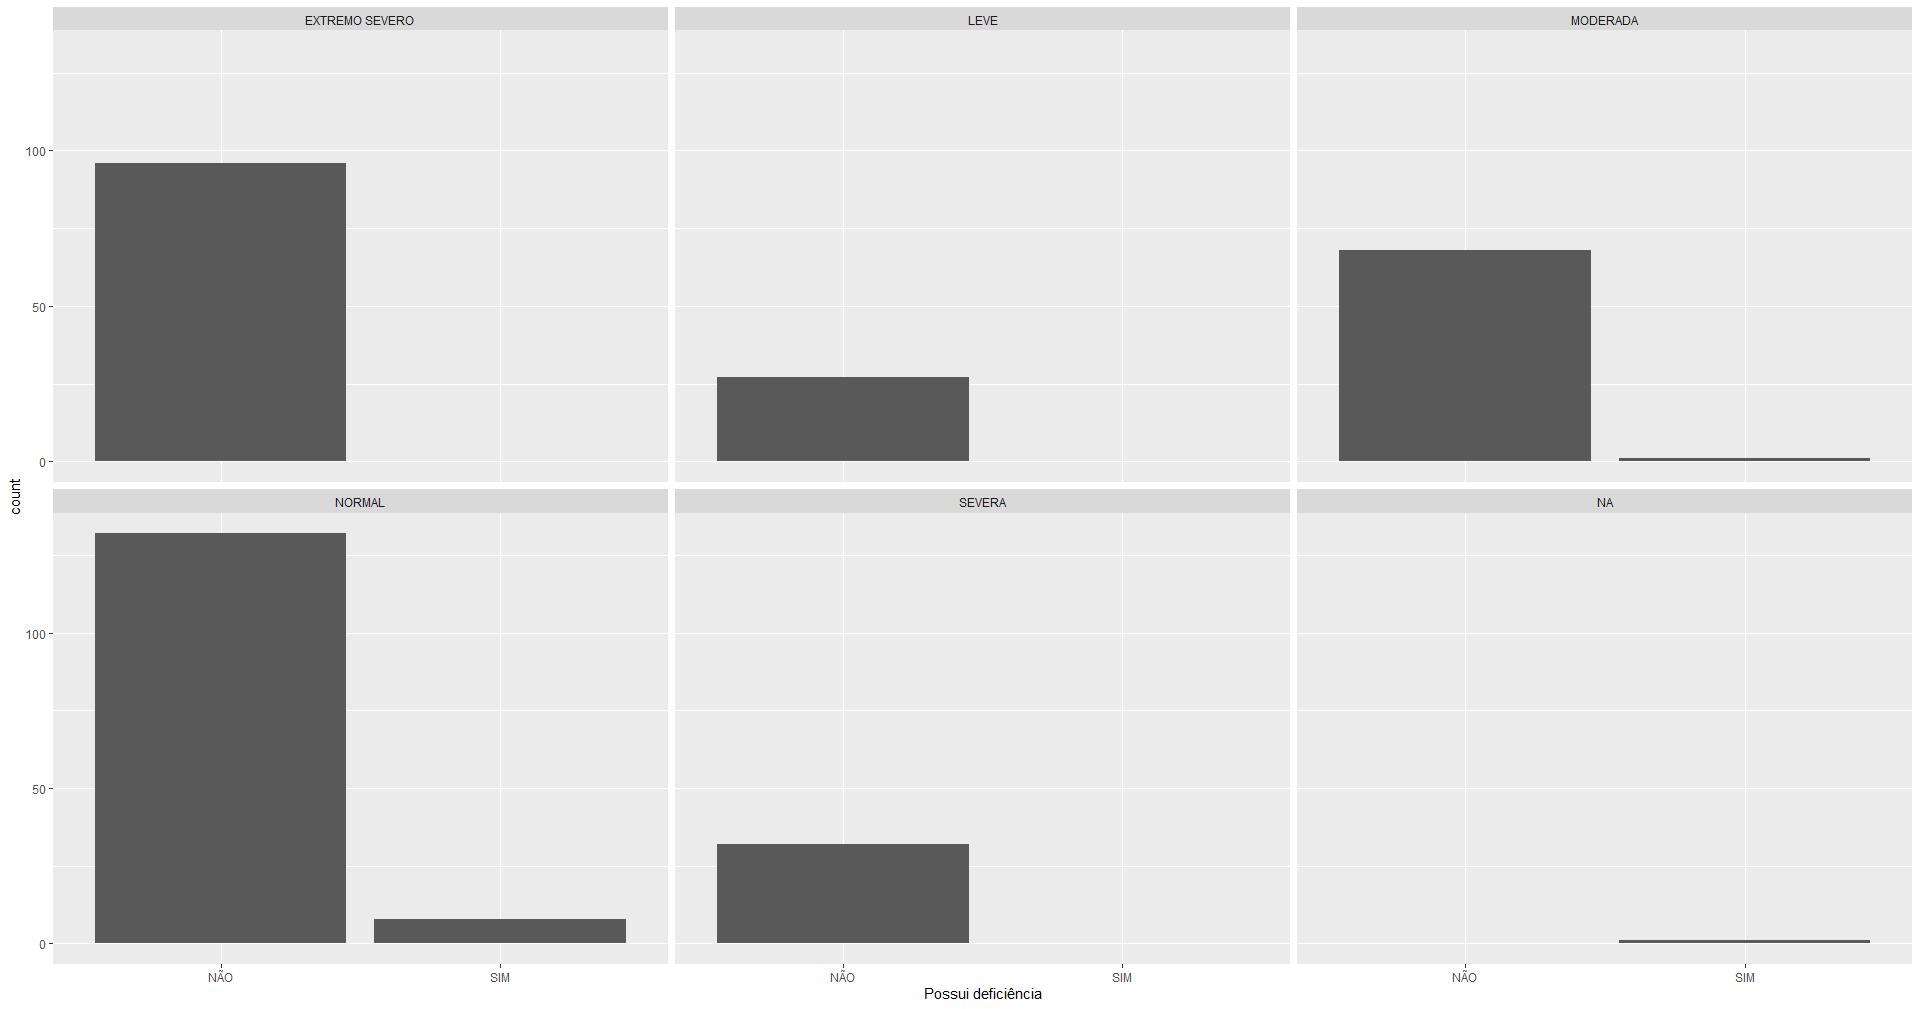 EXTREMO SEVERO
LEVE
MODERADA
100
50
0
count
NORMAL
SEVERA
NA
100
50
0
NÃO
SIM
NÃO
SIM
NÃO
SIM
Possui deficiência